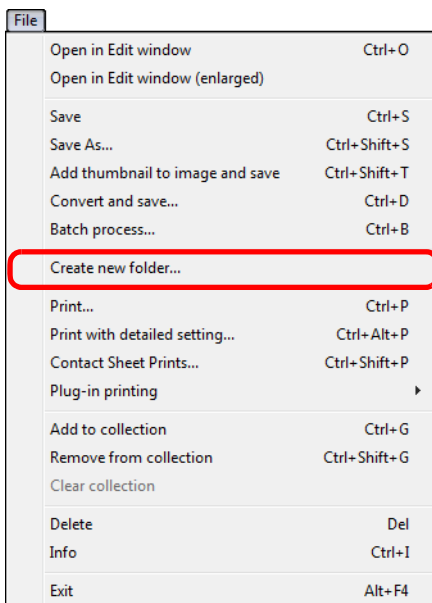 File
Open in Edit window Ctrl+O
Open in Edit window (enlarged)
Save Ctrl+S
Save As... Ctrl+Shift+S
Add thumbnail to image and save Ctrl+Shift+T
Convert and save... Ctrl+D
Batch process... Ctrl+B
Create new folder...
Print... Ctrl+P
Print with detailed setting... Ctrl+Alt+P
Contact Sheet Prints... Ctrl+Shift+P
Plug-in printing
Add to collection Ctrl+G
Remove from collection Ctrl+Shift+G
Clear collection
Delete Del
Info Ctrl+I
Exit Alt+F4